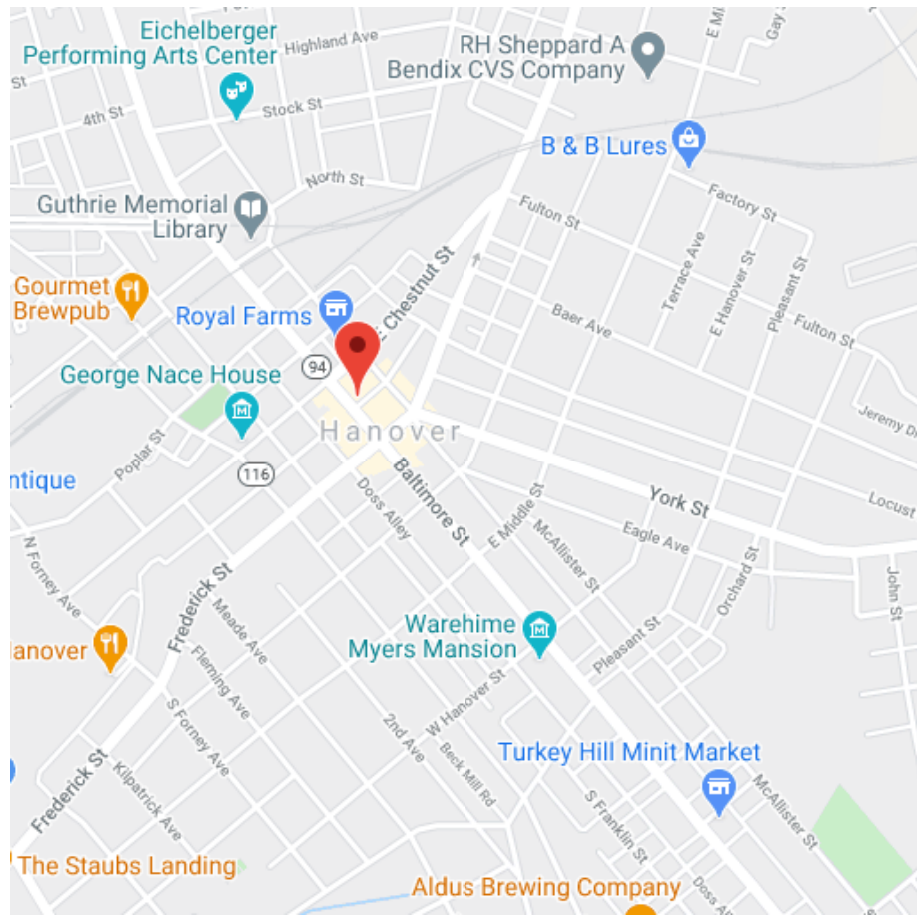 Eichelberger
Performing Arts Center
Highland Ave
RH Sheppard A
Bendix CVS Company
Gay S
St
4th St
Stock St
B & B Lures
North St
Factory St
Guthrie Memorial
Library
Fulton St
Terrace Ave
E Hanover St
Pleasant St
Gourmet
Brewpub
E Chestnut St
Royal Farms
Baer Ave
Fulton St
94
George Nace House
Jeremy D
Hanover
Poplar St
116
ntique
Doss Alley
Baltimore St
E Middle St
York St
Locust
McAllister St
Eagle Ave
N Forney Ave
Frederick St
Orchard St
John St
Meade Ave
Warehime
Myers Mansion
Pleasant St
anover
Fleming Ave
W Hanover St
S Forney Ave
2nd Ave
Beck Mill Rd
Turkey Hill Minit Market
Frederick St
Kilpatrick Ave
S Franklin St
McAllister St
The Staubs Landing
Aldus Brewing Company
Doss Al